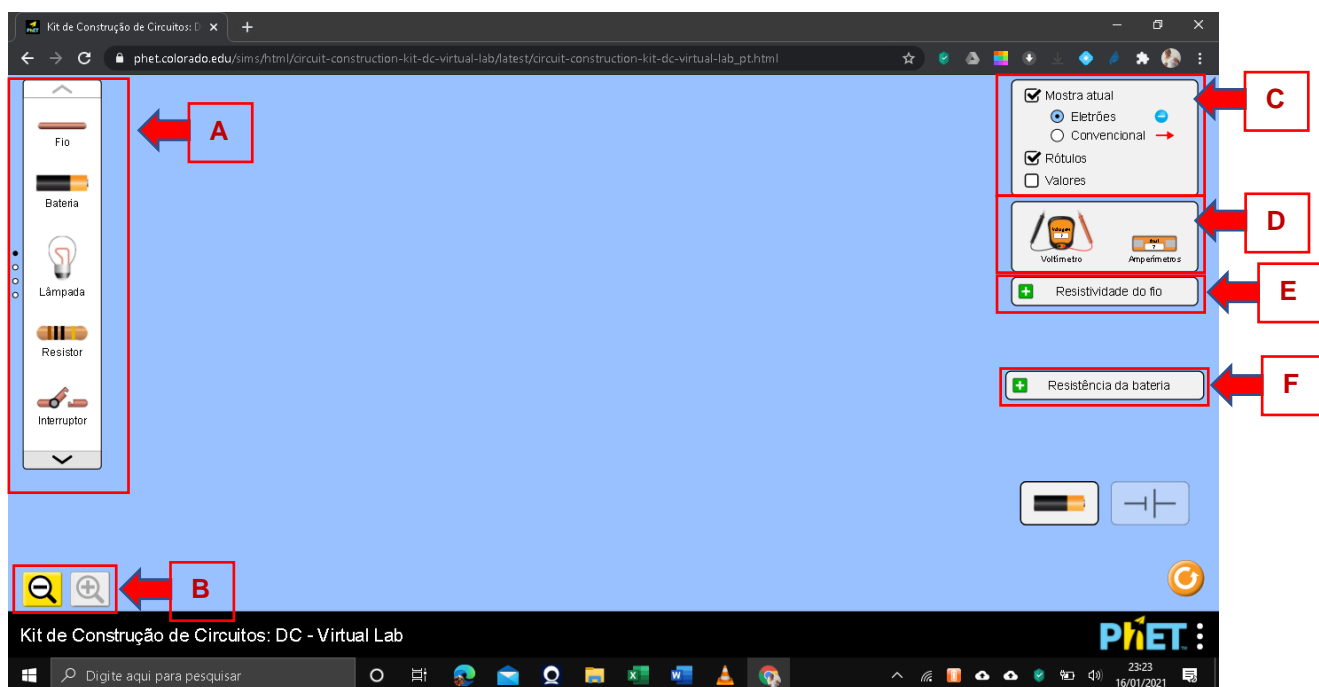 Kit de Construção de Circuitos: D
phet.colorado.edu/sims/html/circuit-construction-kit-dc-virtual-lab/latest/circuit-construction-kit-dc-virtual-lab_pt.html
Fio
Bateria
Lâmpada
Resistor
Interruptor
A
B
Mostra atual
Eletrões
Convencional
Rótulos
Valores
C
Voltímetro
Amperímetros
D
Resistividade do fio
E
Resistência da bateria
F
Kit de Construção de Circuitos: DC - Virtual Lab
PhET
Digite aqui para pesquisar
23:23
16/01/2021